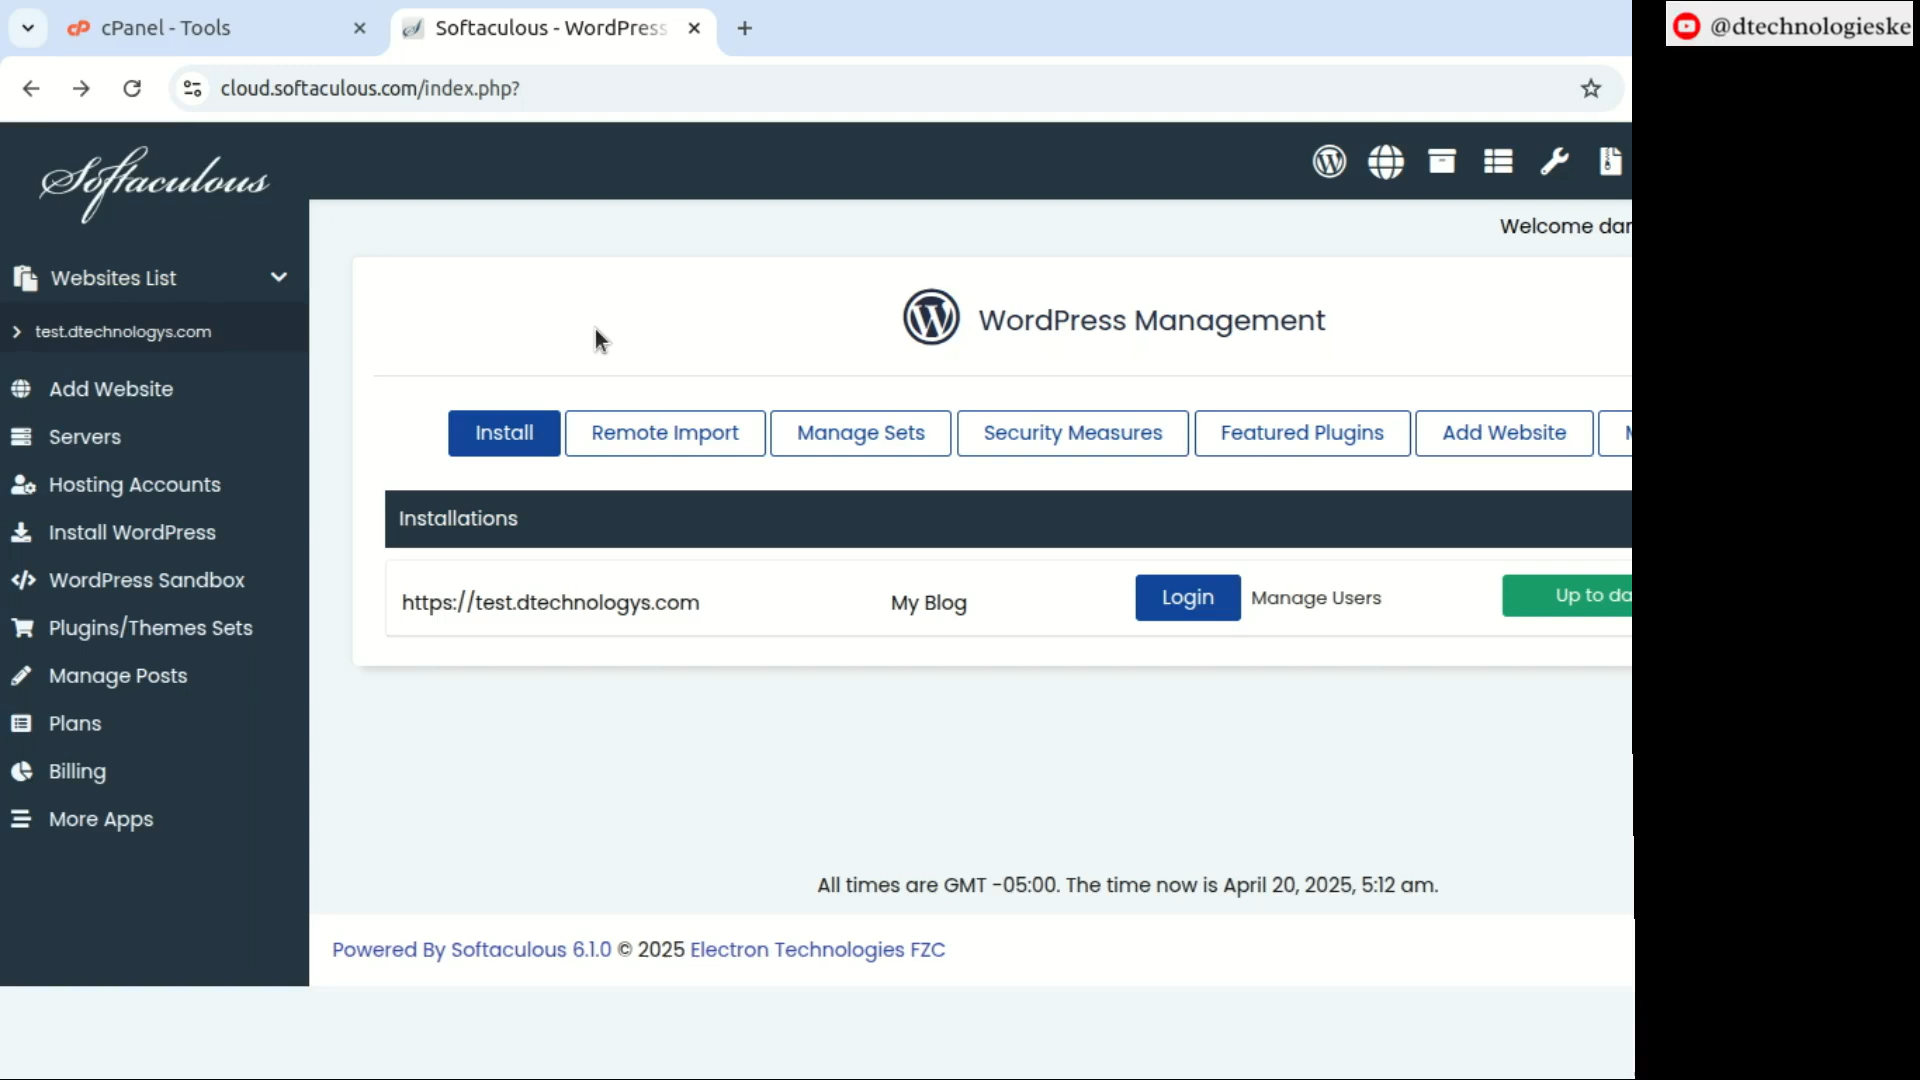 cPanel - Tools
Softaculous - WordPress
@dtechnologieske
cloud.softaculous.com/index.php?
Softaculous
Welcome dar
Websites List
test.dtechnologys.com
Add Website
Servers
Hosting Accounts
Install WordPress
WordPress Sandbox
Plugins/Themes Sets
Manage Posts
Plans
Billing
More Apps
WordPress Management
Install
Remote Import
Manage Sets
Security Measures
Featured Plugins
Add Website
Installations
https://test.dtechnologys.com
My Blog
Login
Manage Users
Up to da
All times are GMT -05:00. The time now is April 20, 2025, 5:12 am.
Powered By Softaculous 6.1.0 © 2025 Electron Technologies FZC